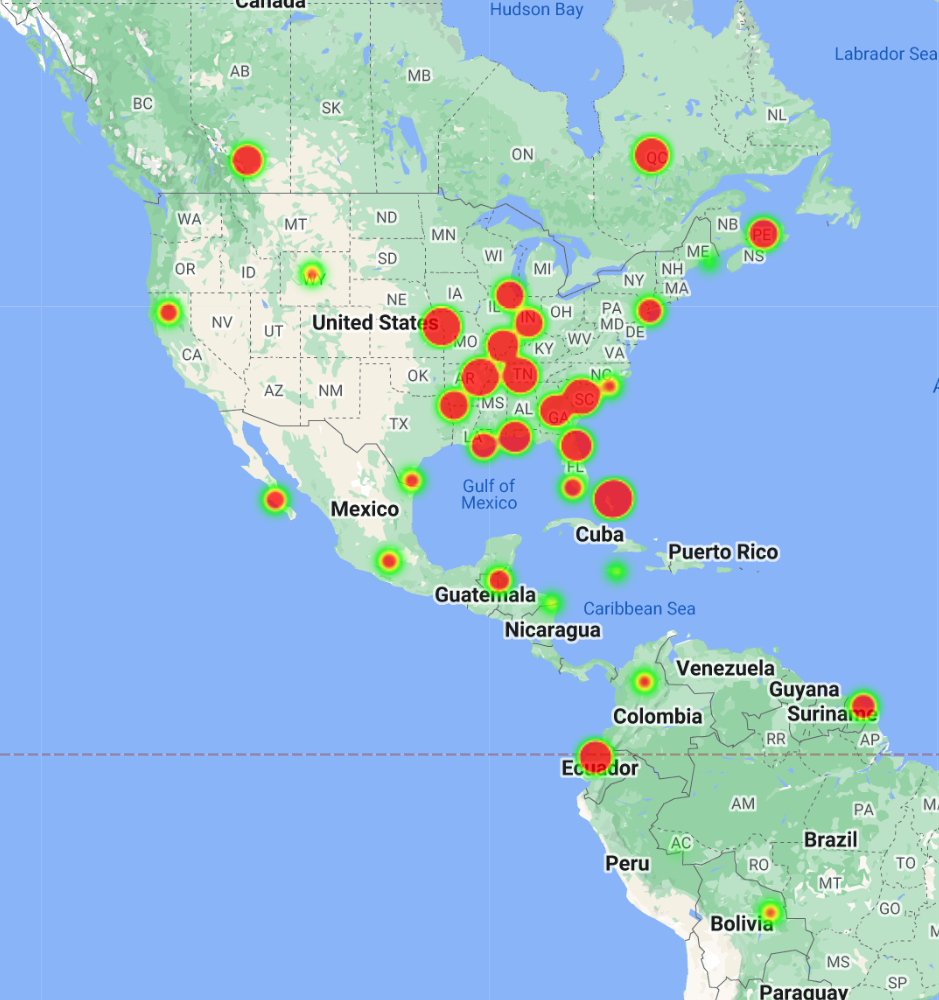 Canada
Hudson Bay
Labrador Sea
AB
MB
BC
SK
NL
ON
QC
WA
MT
ND
MN
NB
PE
ME
NS
OR
ID
WY
SD
WI
MI
NH
NY
MA
NE
IA
IL
IN
OH
PA
MD
DE
United States
NV
UT
MO
KY
WV
VA
CA
AZ
NM
OK
AR
TN
NC
MS
AL
SC
GA
TX
LA
FL
Gulf of
Mexico
Mexico
Cuba
Puerto Rico
Guatemala
Caribbean Sea
Nicaragua
Venezuela
Guyana
Suriname
Colombia
RR
AP
Ecuador
AM
PA
Brazil
AC
Peru
RO
TO
MT
GO
Bolivia
MS
SP
Paraguay